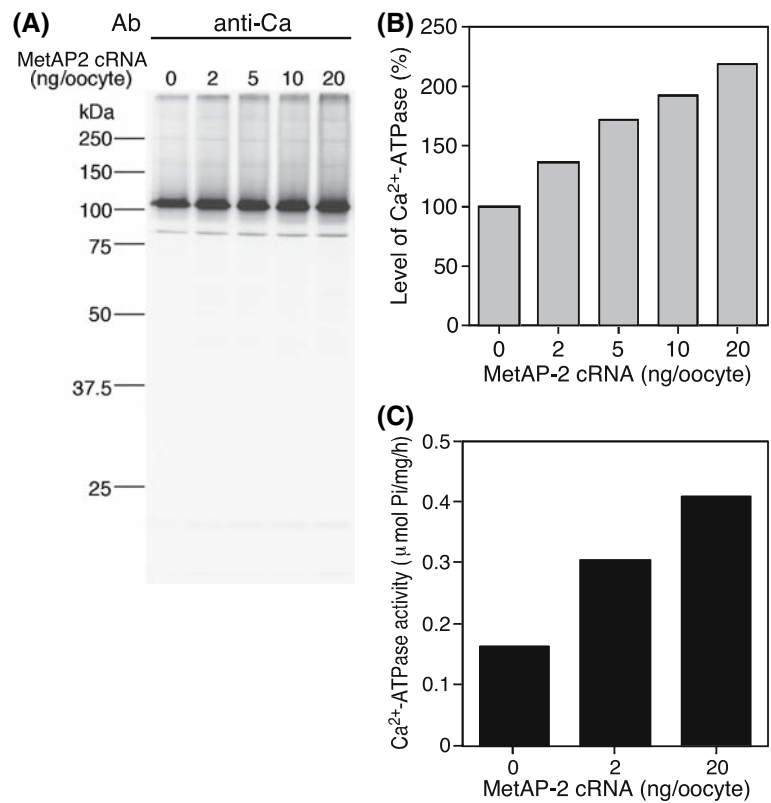 (A) Ab anti-Ca
MetAP2 cRNA
(ng/oocyte) 0 2 5 10 20
kDa
250
150
100
75
50
37.5
25
(B)
Level of Ca²⁺-ATPase (%)
250
200
150
100
50
0
0 2 5 10 20
MetAP-2 cRNA (ng/oocyte)
(C)
Ca²⁺-ATPase activity (μmol Pi/mg/h)
0.5
0.4
0.3
0.2
0.1
0
0 2 20
MetAP-2 cRNA (ng/oocyte)